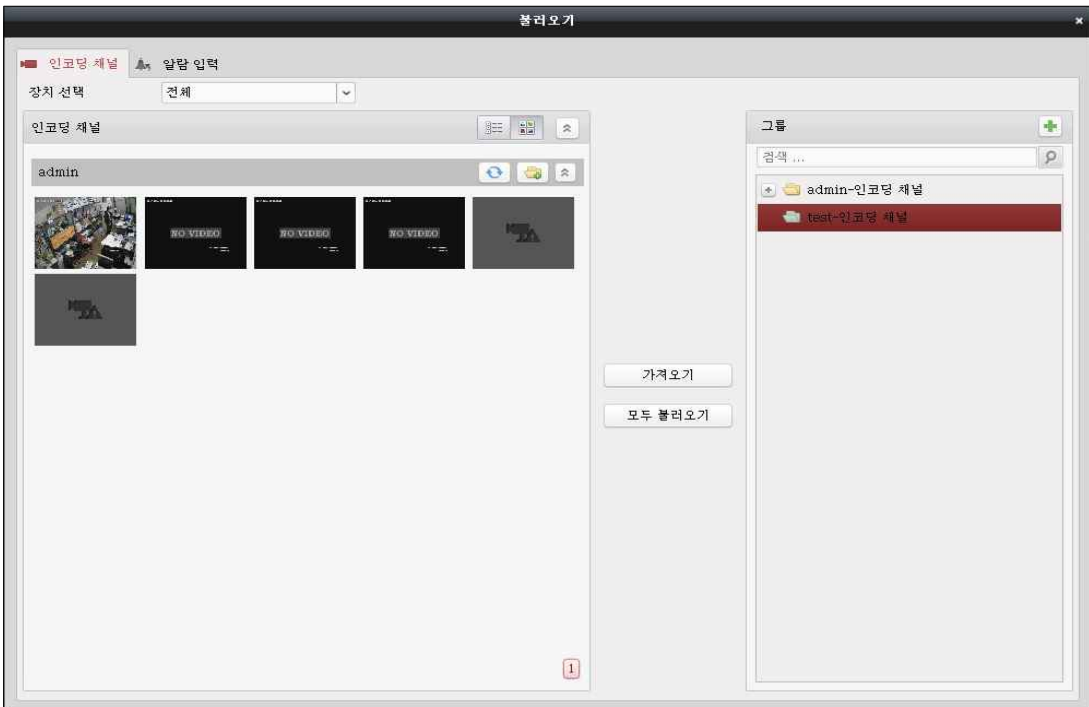 불러오기
인코딩 채널
알람 입력
장치 선택
전체
인코딩 채널
admin
NO VIDEO
NO VIDEO
NO VIDEO
1
가져오기
모두 불러오기
그룹
검색 ...
admin-인코딩 채널
test-인코딩 채널